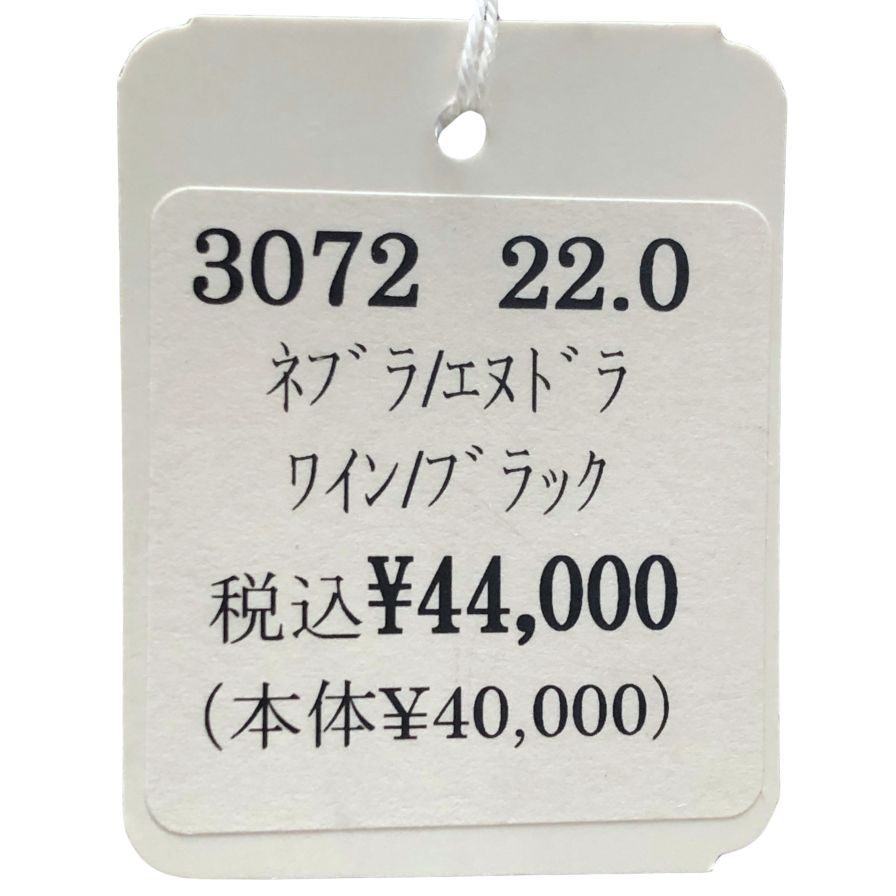 3072 22.0
ﾈﾌﾞﾗ/ｴﾇﾄﾞﾗ
ﾜｲﾝ/ﾌﾞﾗｯｸ
税込¥44,000
(本体¥40,000)